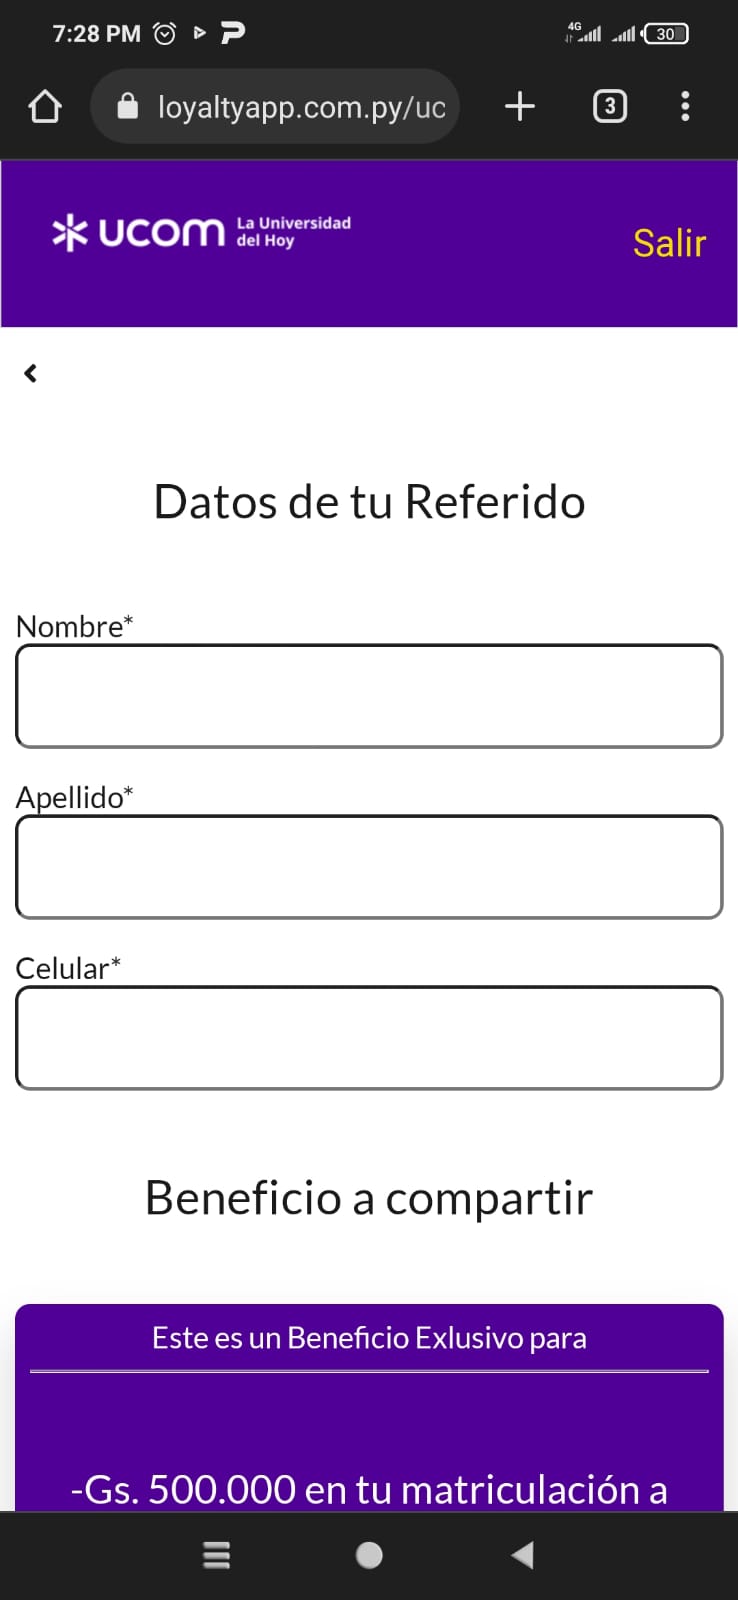 7:28 PM
4G
30
loyaltyapp.com.py/uc
3
ucom La Universidad
del Hoy
Salir
Datos de tu Referido
Nombre*
Apellido*
Celular*
Beneficio a compartir
Este es un Beneficio Exlusivo para
-Gs. 500.000 en tu matriculación a